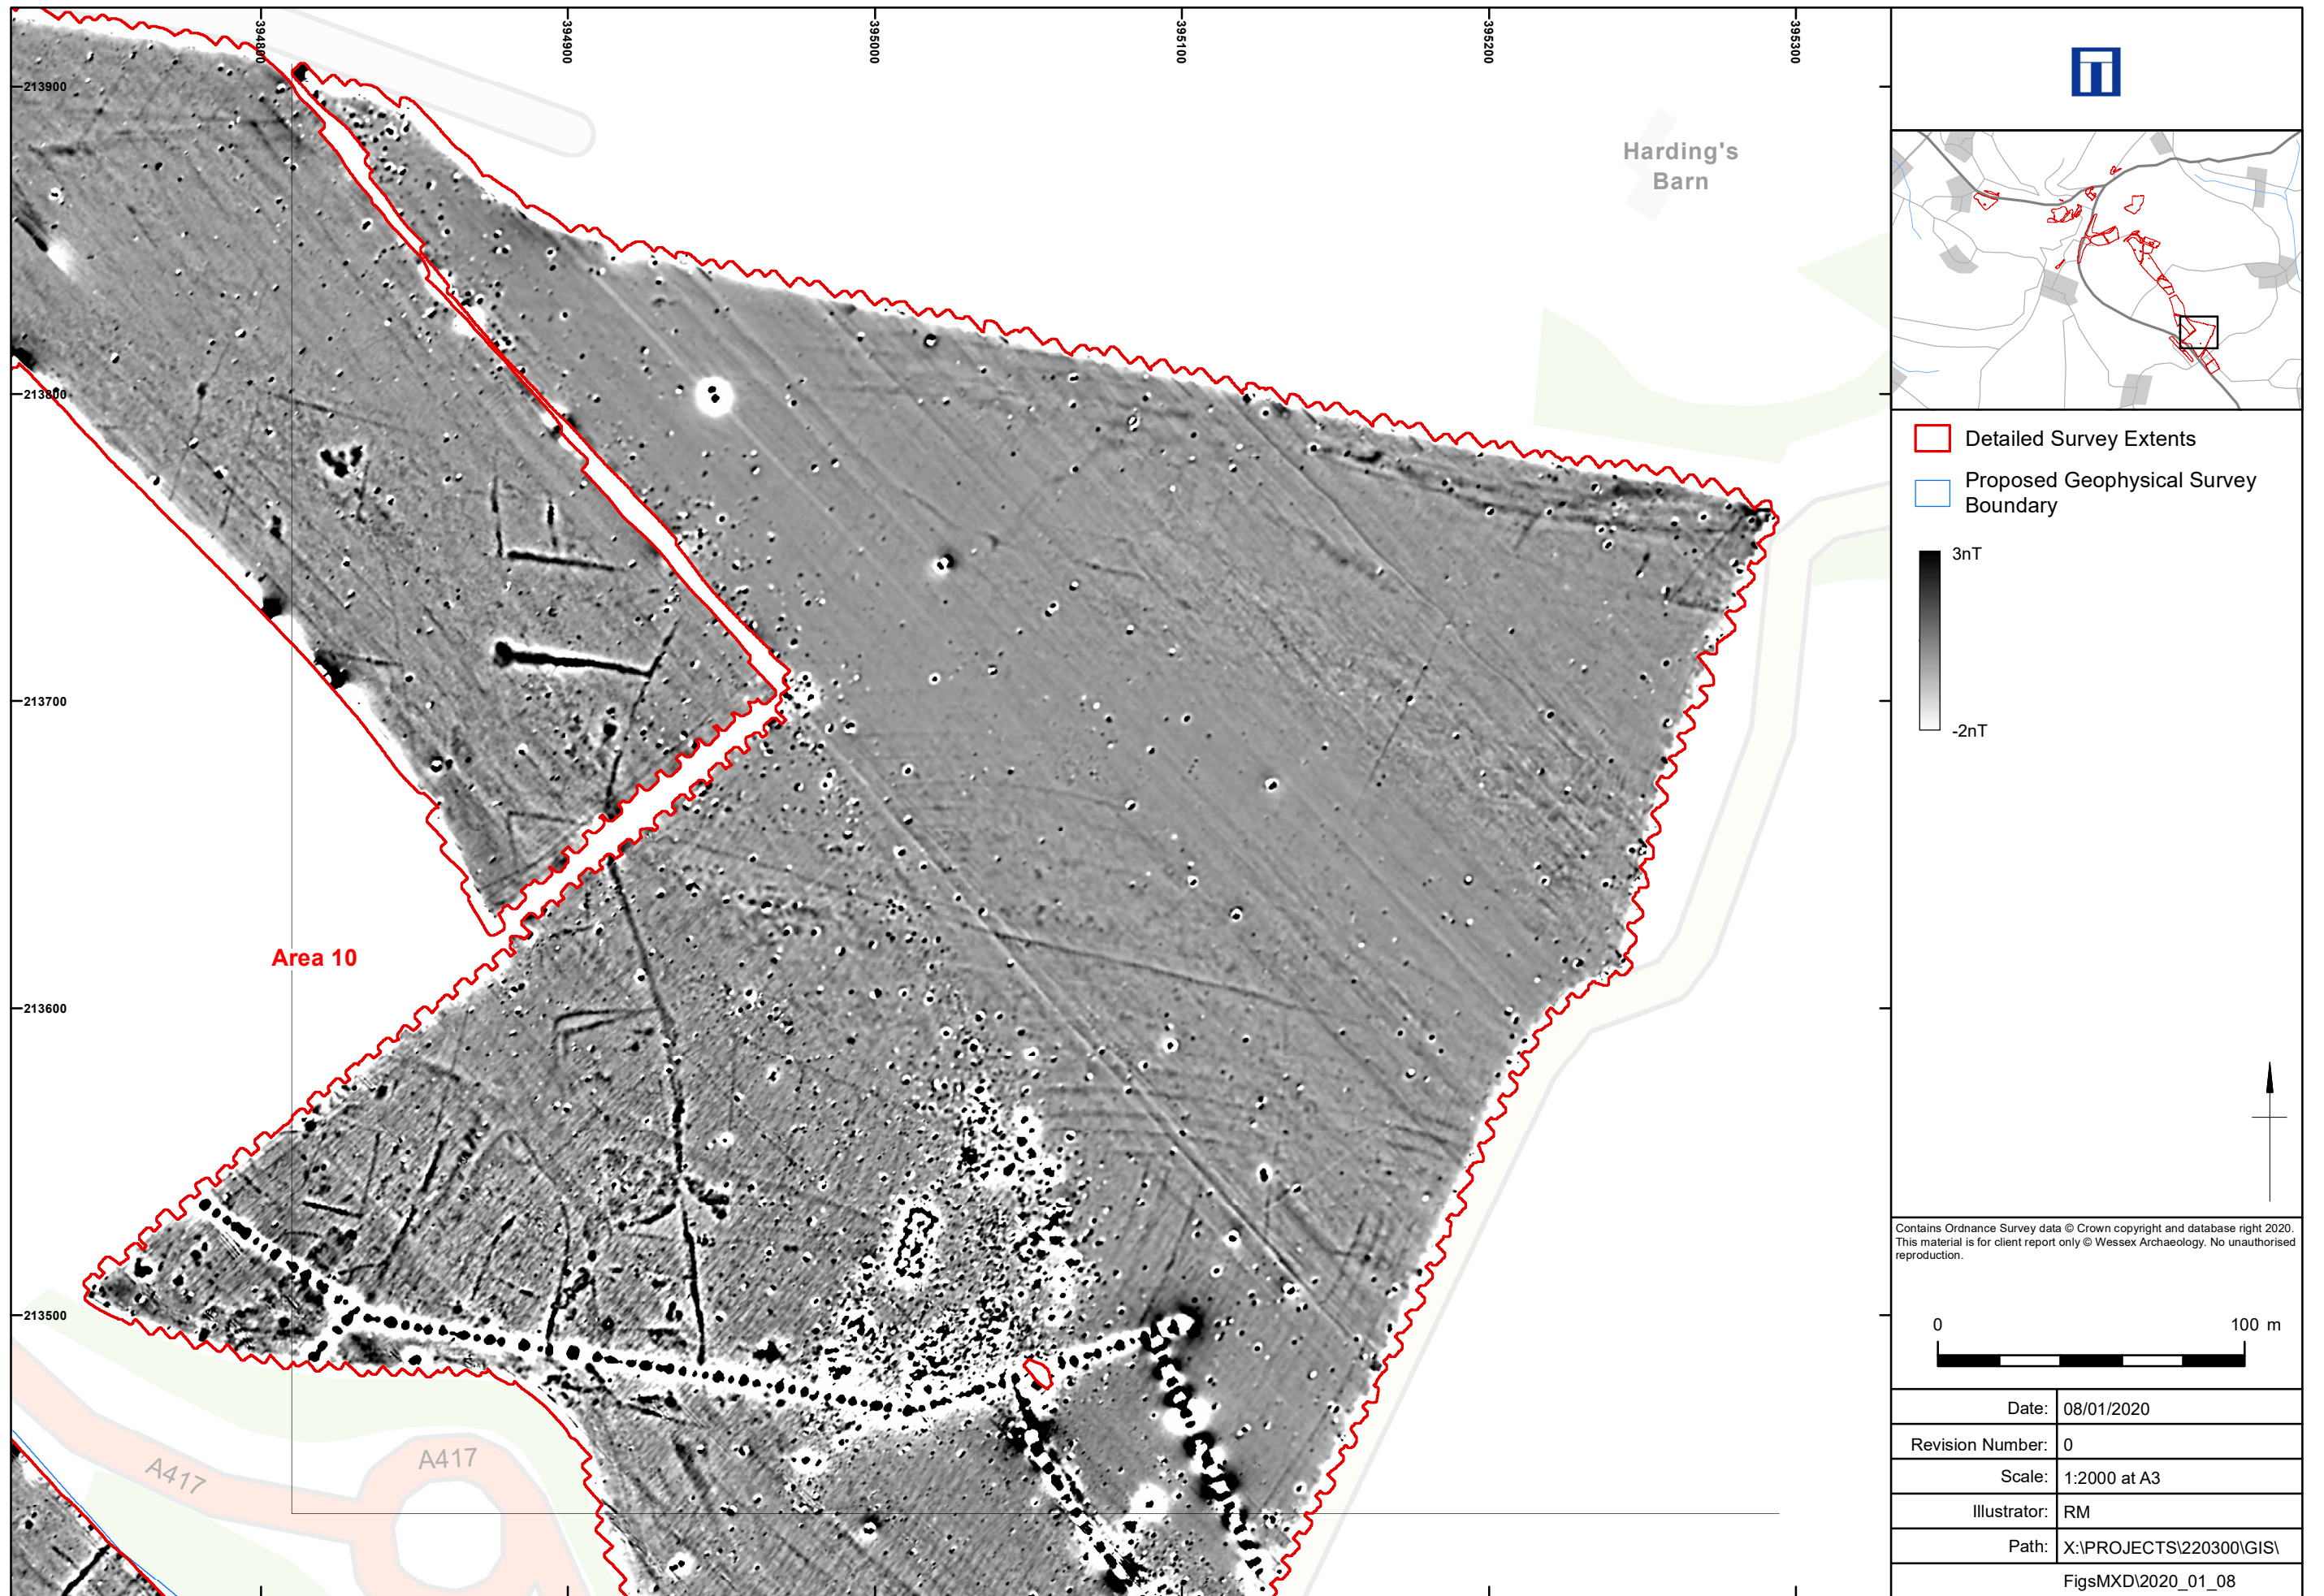 394800
394900
395000
395100
395200
395300
213900
213800
213700
213600
213500
Harding's
Barn
Area 10
A417
A417
Detailed Survey Extents
Proposed Geophysical Survey
Boundary
3nT
-2nT
Contains Ordnance Survey data © Crown copyright and database right 2020.
This material is for client report only © Wessex Archaeology. No unauthorised
reproduction.
0 100 m
Date: 08/01/2020
Revision Number: 0
Scale: 1:2000 at A3
Illustrator: RM
Path: X:\PROJECTS\220300\GIS\
FigsMXD\2020_01_08